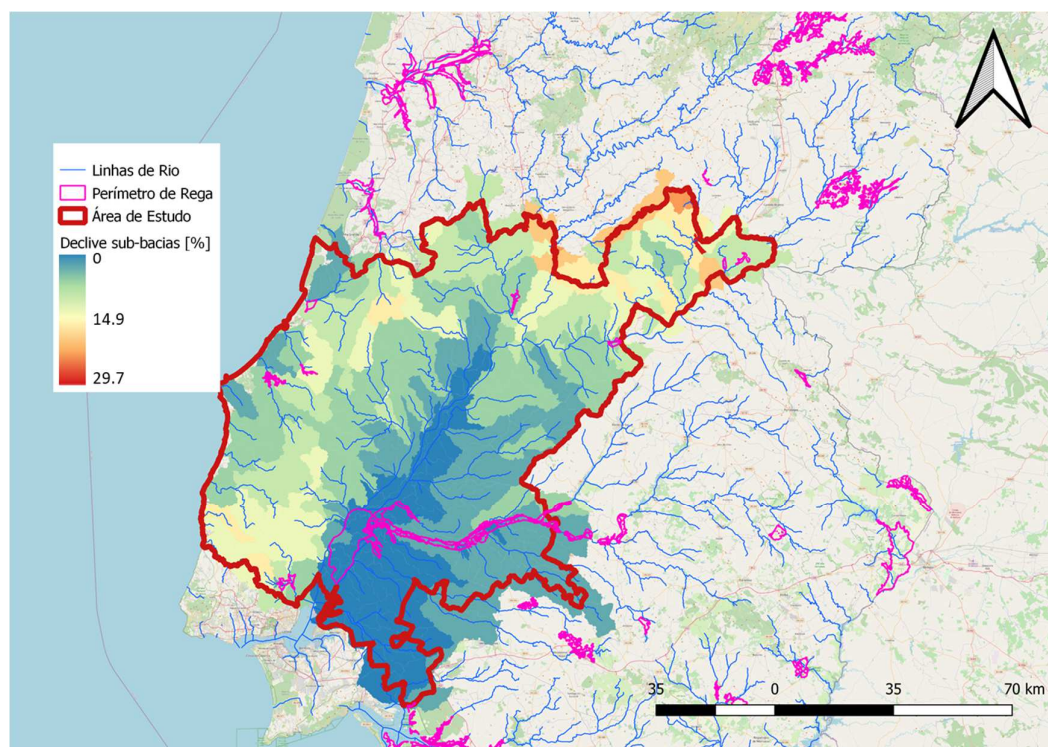 Linhas de Rio
Perímetro de Rega
Área de Estudo
Declive sub-bacias [%]
0
14.9
29.7
35
0
35
70 km